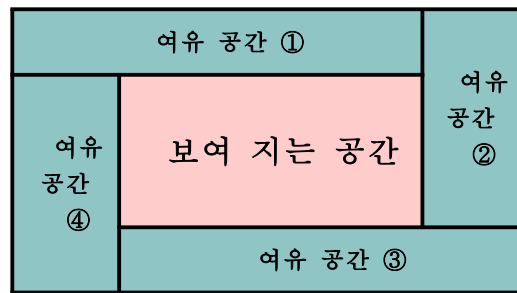 여유 공간 ①
여유
공간
②
보여 지는 공간
여유
공간
④
여유 공간 ③